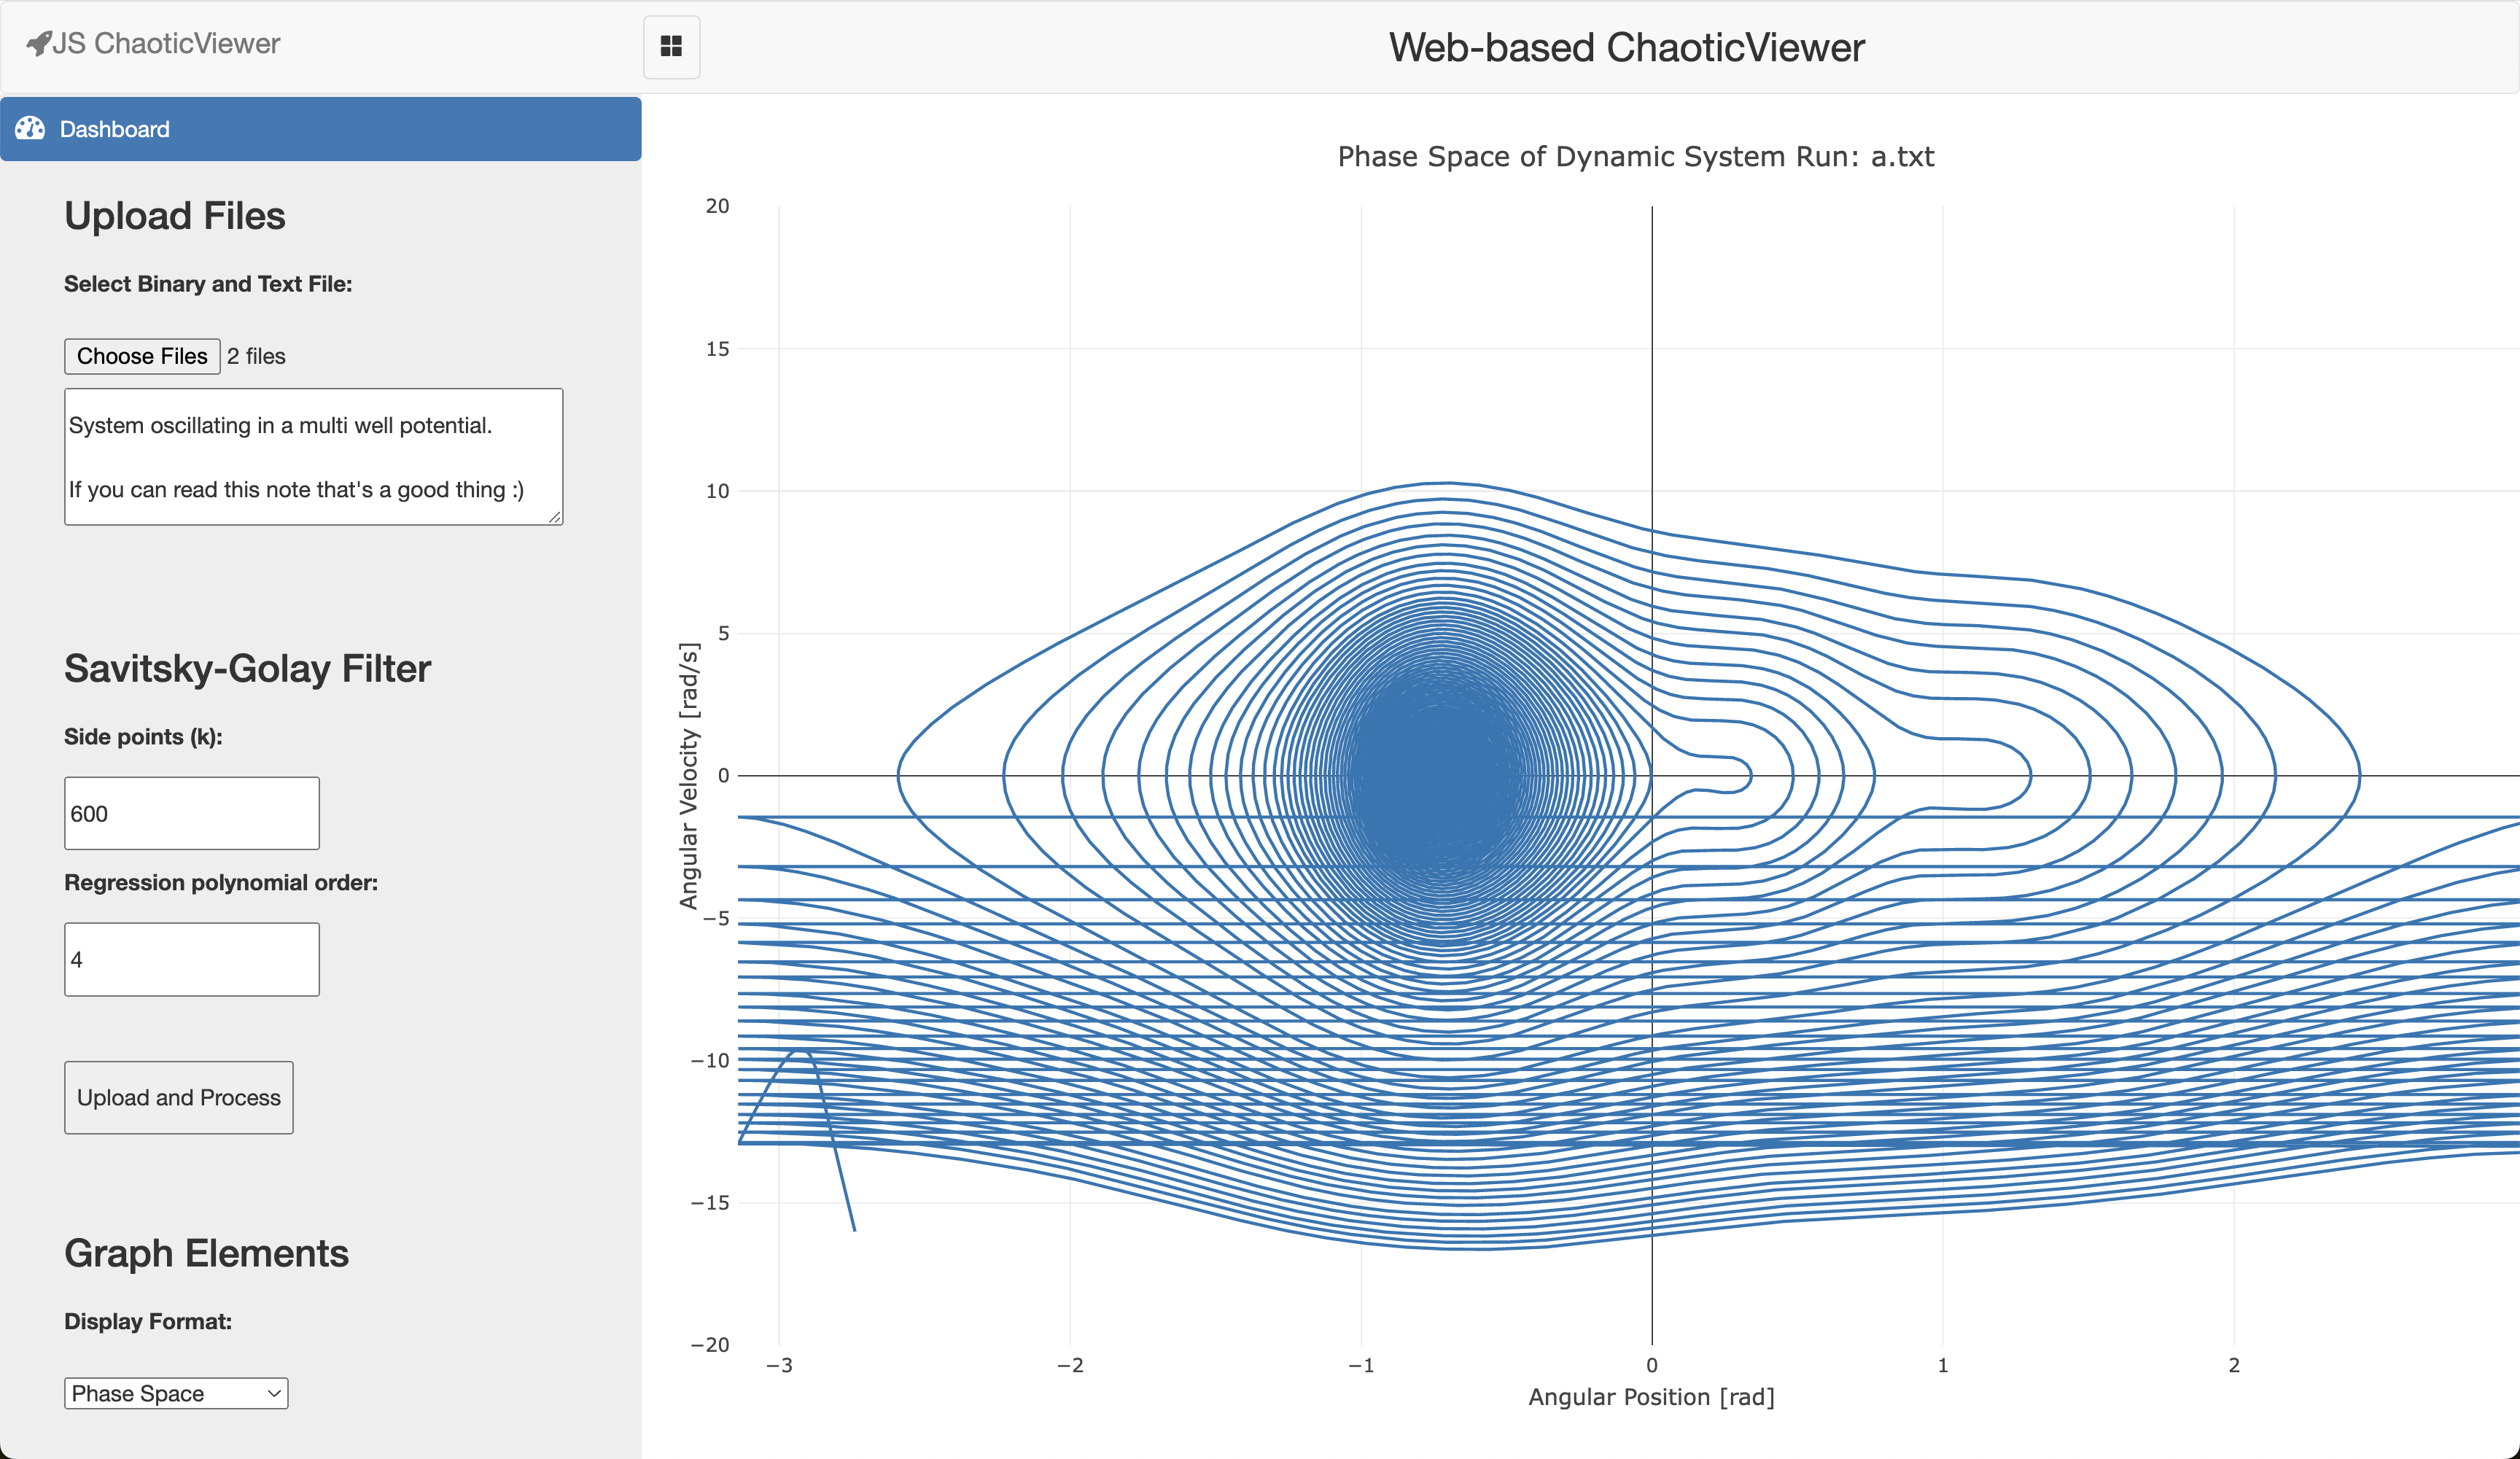 JS ChaoticViewer
Web-based ChaoticViewer
Dashboard
Upload Files
Select Binary and Text File:
Choose Files 2 files
System oscillating in a multi well potential.
If you can read this note that's a good thing :)
Savitsky-Golay Filter
Side points (k):
600
Regression polynomial order:
4
Upload and Process
Graph Elements
Display Format:
Phase Space
Phase Space of Dynamic System Run: a.txt
20
15
10
5
0
−5
−10
−15
−20
Angular Velocity [rad/s]
−3 −2 −1 0 1 2
Angular Position [rad]